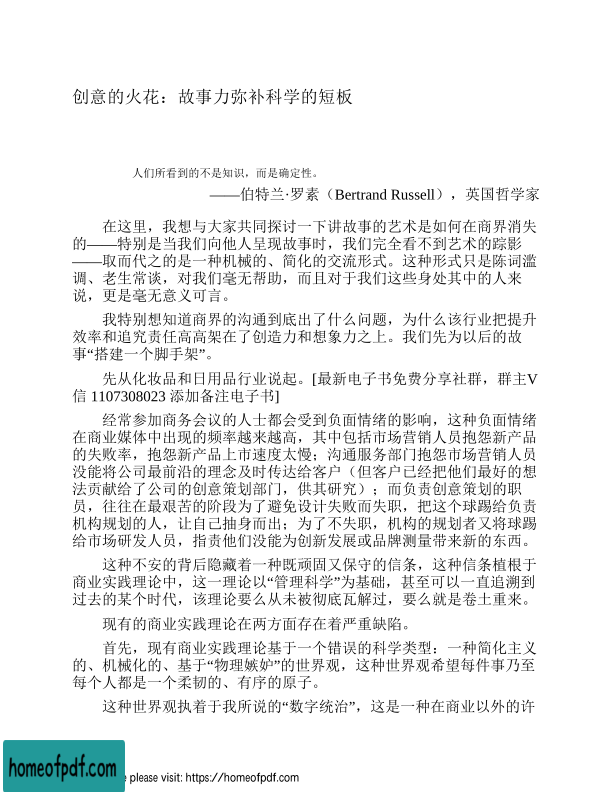 创意的火花：故事力弥补科学的短板
人们所看到的不是知识，而是确定性。
——伯特兰·罗素（Bertrand Russell），英国哲学家
在这里，我想与大家共同探讨一下讲故事的艺术是如何在商界消失
的——特别是当我们向他人呈现故事时，我们完全看不到艺术的踪影
——取而代之的是一种机械的、简化的交流形式。这种形式只是陈词滥
调、老生常谈，对我们毫无帮助，而且对于我们这些身处其中的人来
说，更是毫无意义可言。
我特别想知道商界的沟通到底出了什么问题，为什么该行业把提升
效率和追究责任高高架在了创造力和想象力之上。我们先为以后的故
事“搭建一个脚手架”。
先从化妆品和日用品行业说起。[最新电子书免费分享社群，群主V
信 1107308023 添加备注电子书]
经常参加商务会议的人士都会受到负面情绪的影响，这种负面情绪
在商业媒体中出现的频率越来越高，其中包括市场营销人员抱怨新产品
的失败率，抱怨新产品上市速度太慢；沟通服务部门抱怨市场营销人员
没能将公司最前沿的理念及时传达给客户（但客户已经把他们最好的想
法贡献给了公司的创意策划部门，供其研究）；而负责创意策划的职
员，往往在最艰苦的阶段为了避免设计失败而失职，把这个球踢给负责
机构规划的人，让自己抽身而出；为了不失职，机构的规划者又将球踢
给市场研发人员，指责他们没能为创新发展或品牌测量带来新的东西。
这种不安的背后隐藏着一种既顽固又保守的信条，这种信条植根于
商业实践理论中，这一理论以“管理科学”为基础，甚至可以一直追溯到
过去的某个时代，该理论要么从未被彻底瓦解过，要么就是卷土重来。
现有的商业实践理论在两方面存在着严重缺陷。
首先，现有商业实践理论基于一个错误的科学类型：一种简化主义
的、机械化的、基于“物理嫉妒”的世界观，这种世界观希望每件事乃至
每个人都是一个柔韧的、有序的原子。
这种世界观执着于我所说的“数字统治”，这是一种在商业以外的许
homeofpdf.com
e please visit: https://homeofpdf.com